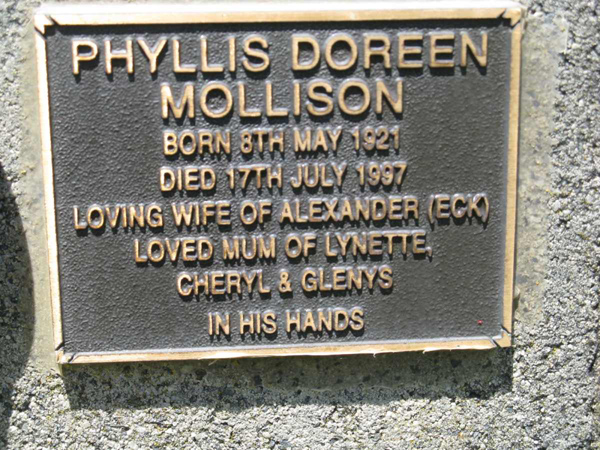 PHYLLIS DOREEN
MOLLISON
BORN 8TH MAY 1921
DIED 17TH JULY 1997
LOVING WIFE OF ALEXANDER (ECK)
LOVED MUM OF LYNETTE,
CHERYL & GLENYS
IN HIS HANDS